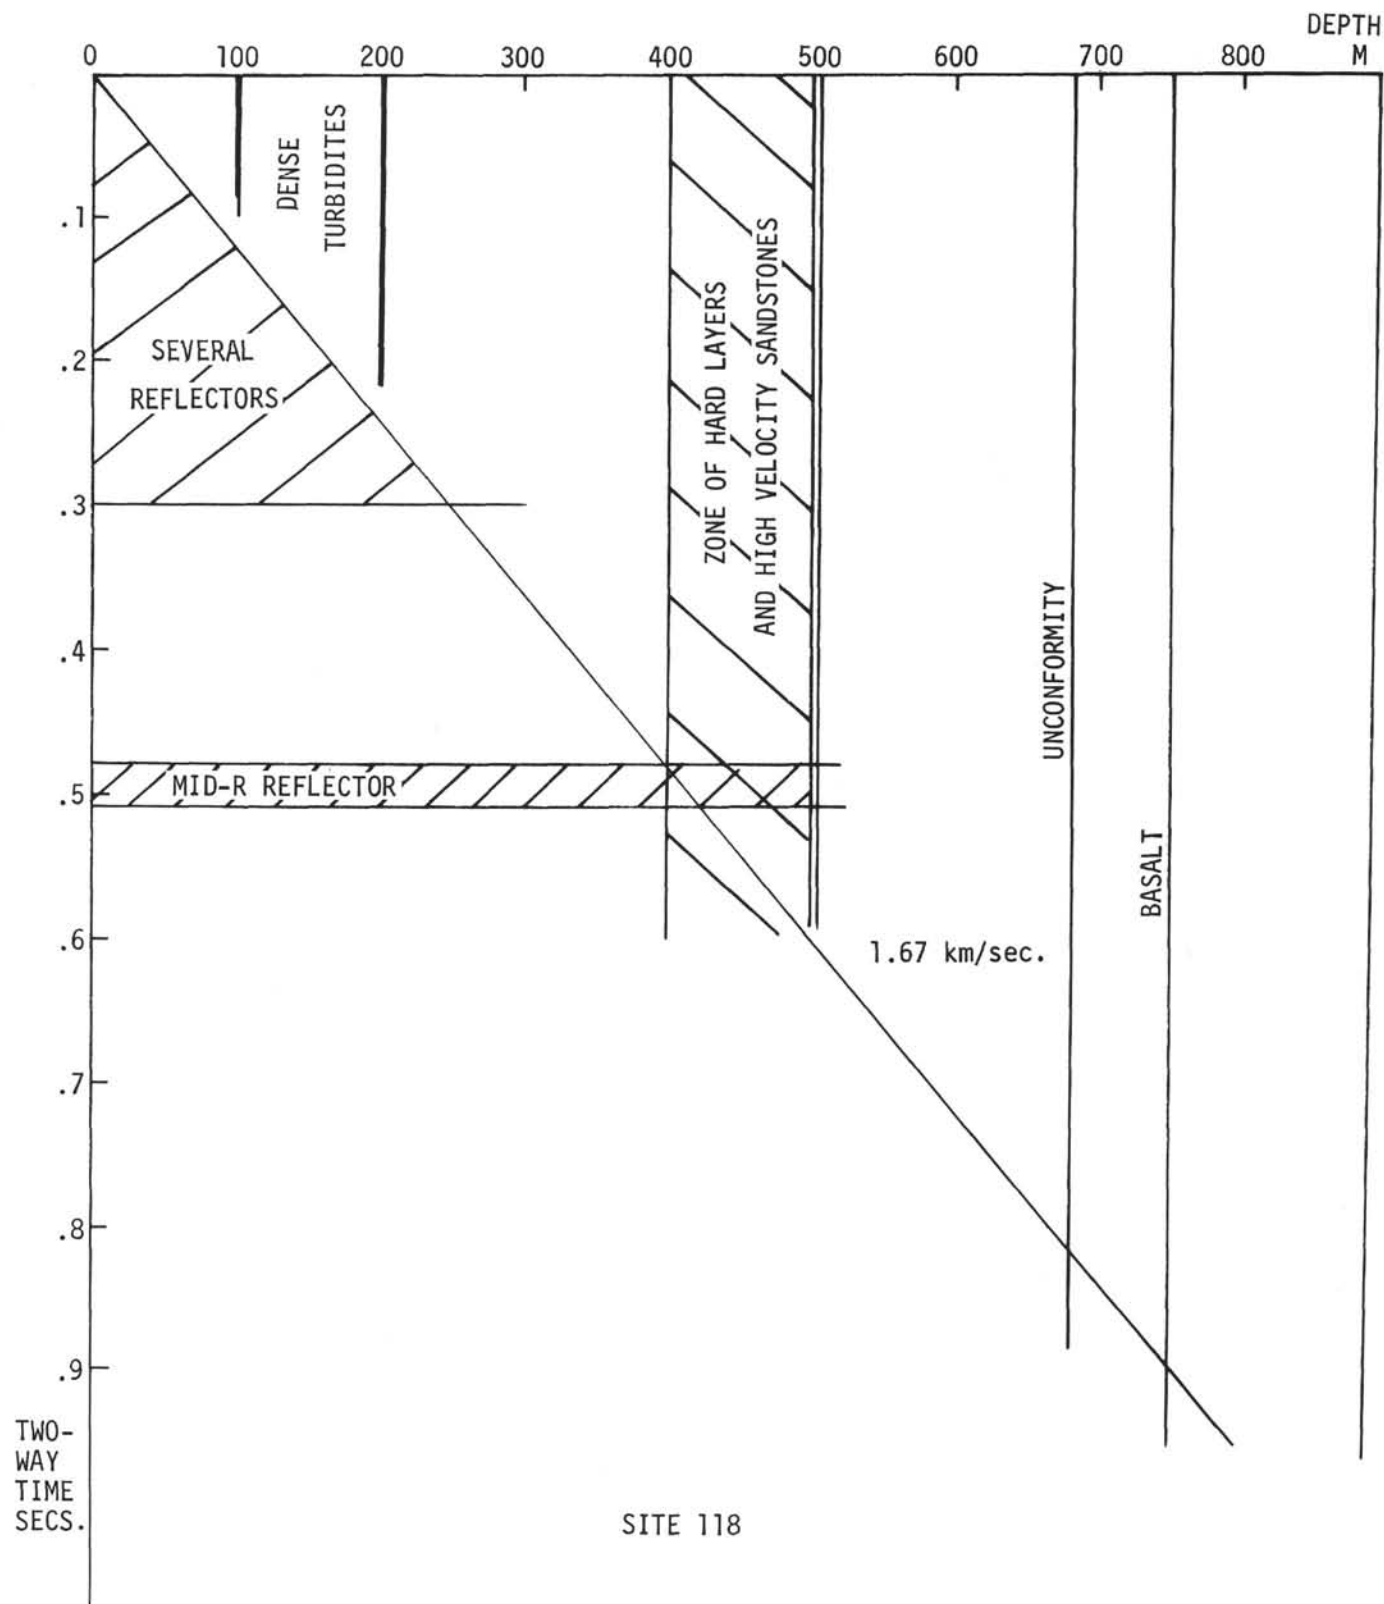 DEPTH
0 100 200 300 400 500 600 700 800 M
DENSE
TURBIDITES
.1
.2
SEVERAL
REFLECTORS
.3
ZONE OF HARD LAYERS
AND HIGH VELOCITY SANDSTONES
.4
UNCONFORMITY
MID-R REFLECTOR
.5
BASALT
.6
1.67 km/sec.
.7
.8
.9
TWO-
WAY
TIME
SECS.
SITE 118